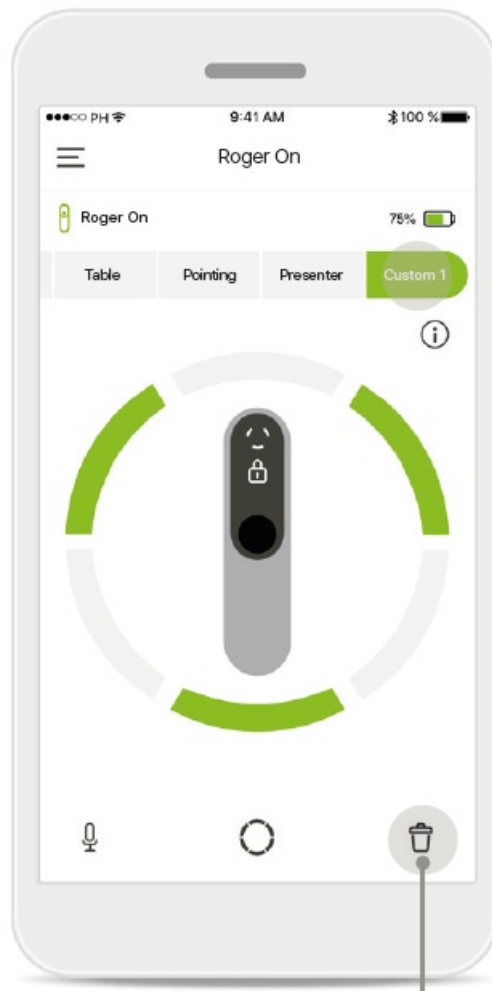 PH 9:41 AM 100 %
Roger On
Roger On 75%
Table Pointing Presenter Custom 1
i